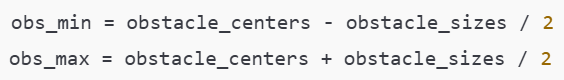 obs_min = obstacle_centers - obstacle_sizes / 2
obs_max = obstacle_centers + obstacle_sizes / 2